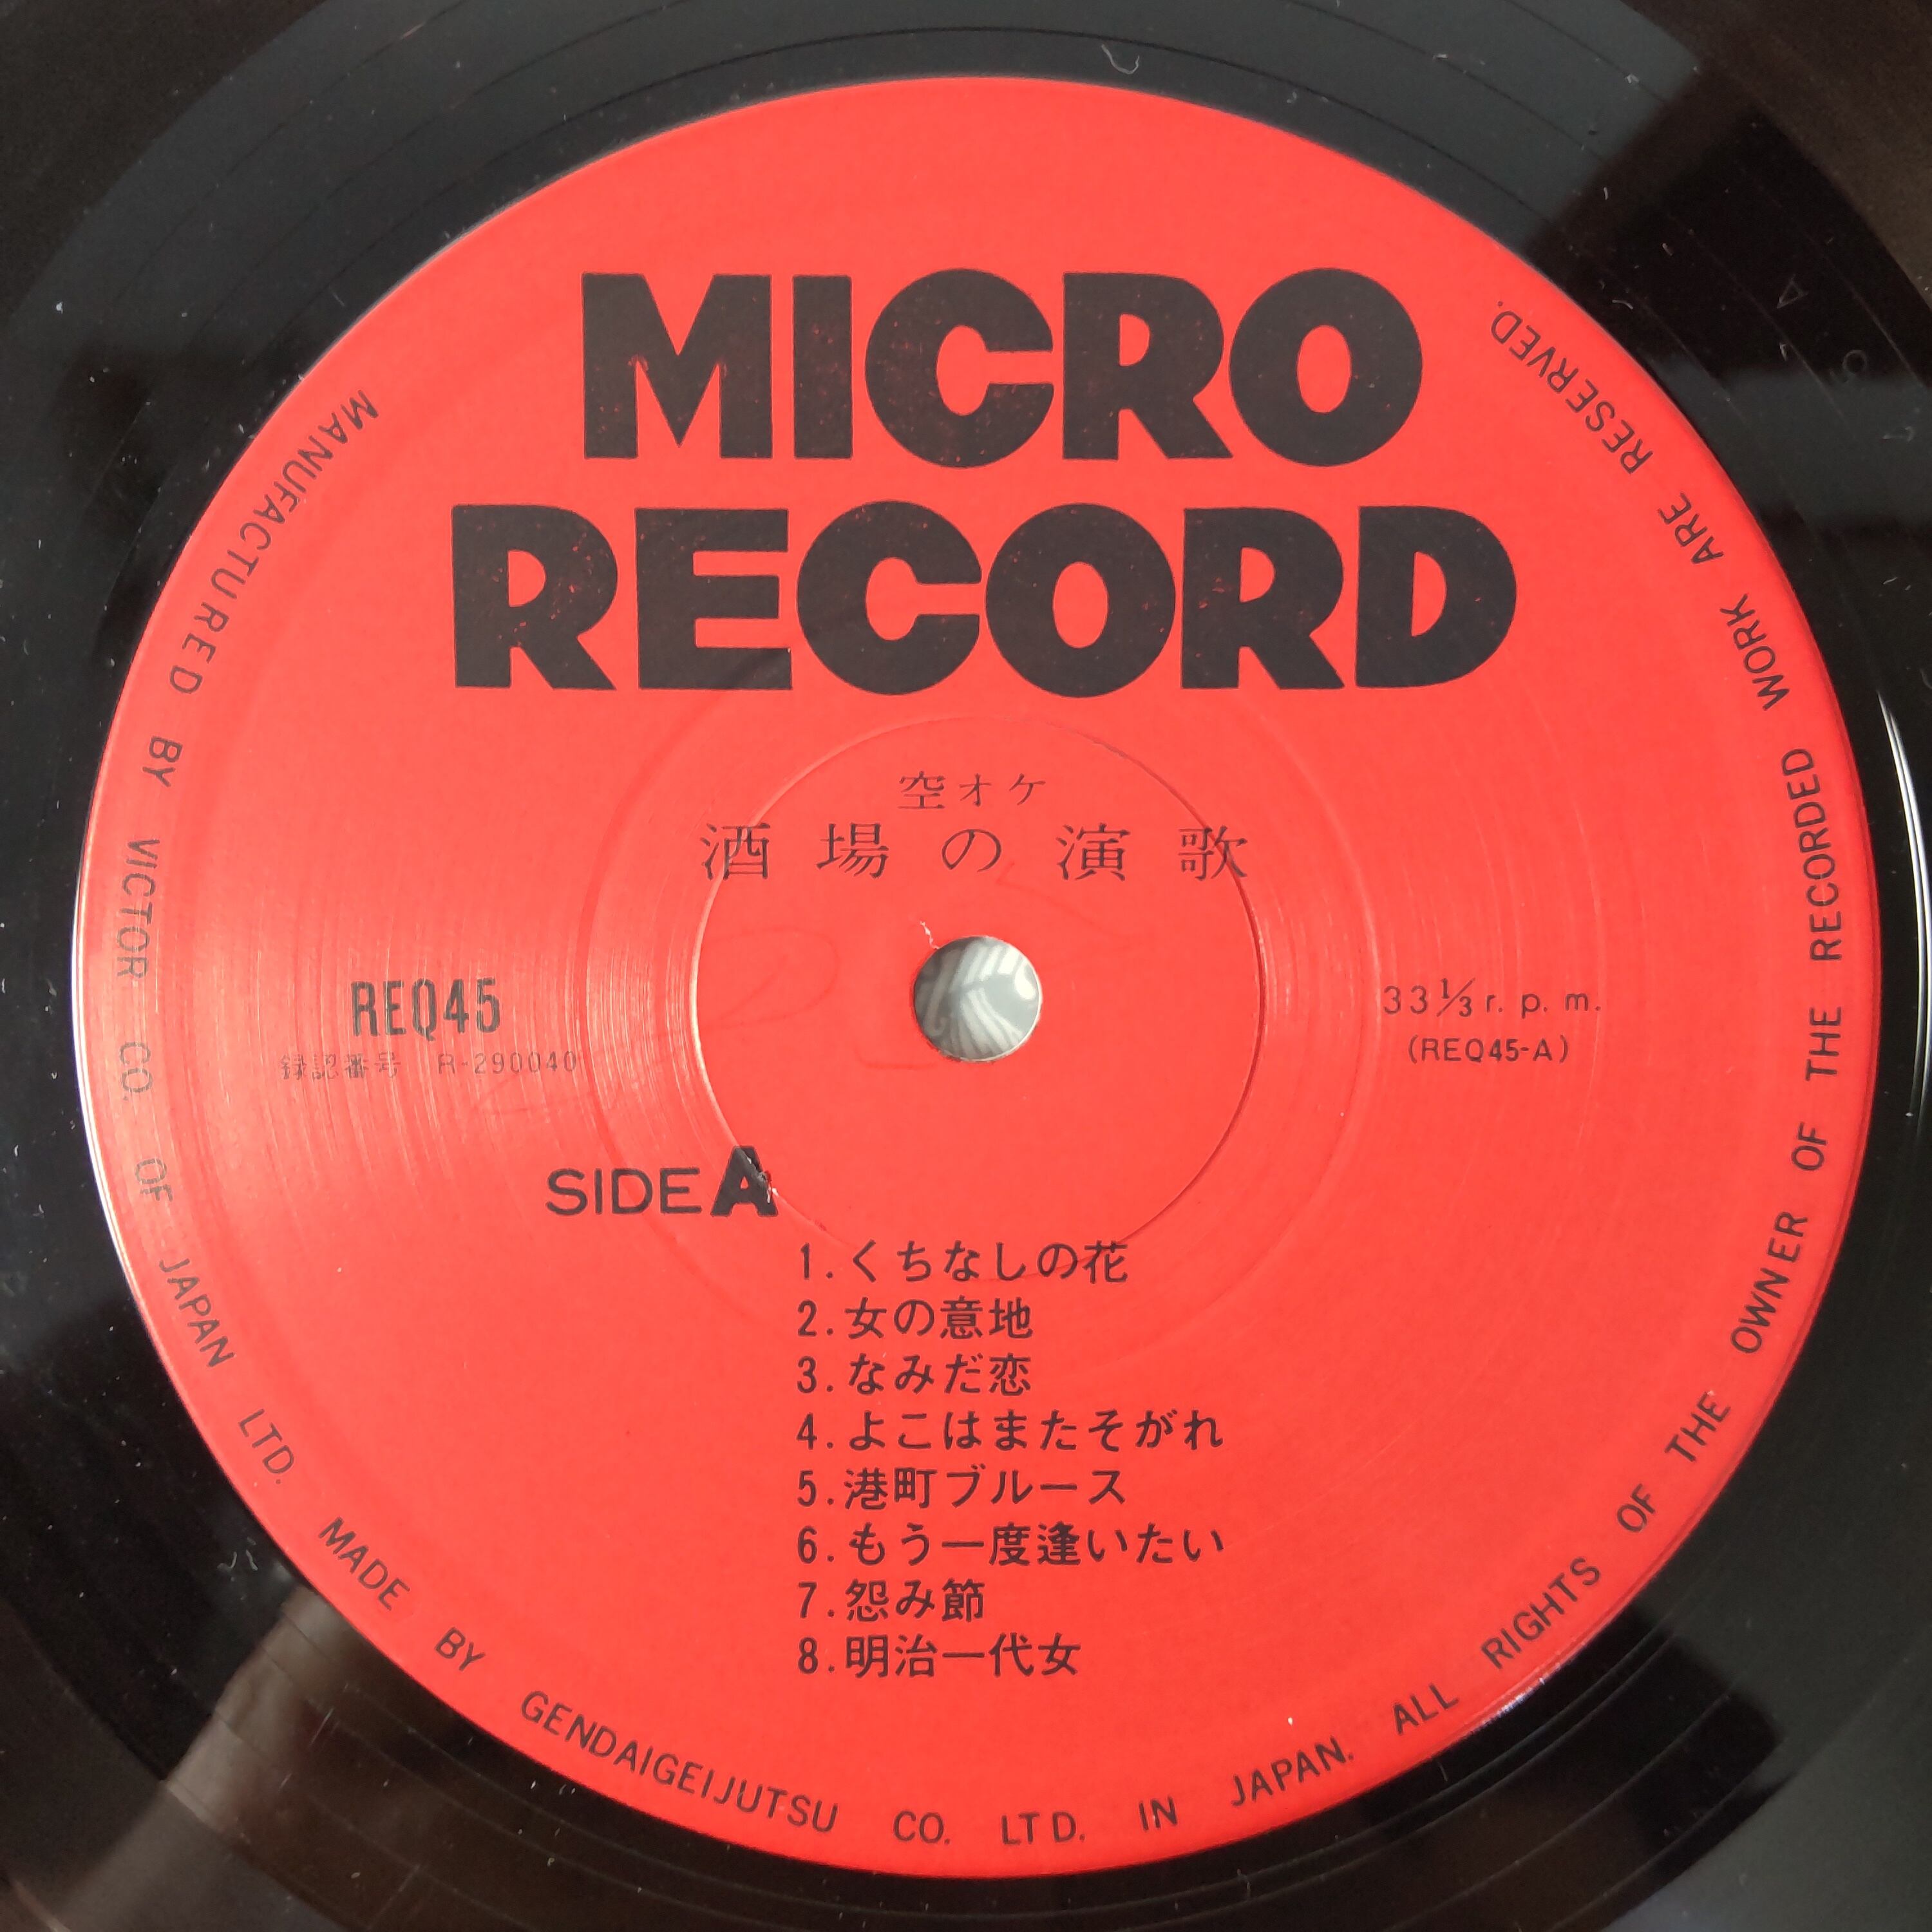 MICRO
RECORD
空オケ
酒場の演歌
REQ45
録認番号 R-290040
33⅓ r. p. m.
(REQ45-A)
SIDE A
1. くちなしの花
2. 女の意地
3. なみだ恋
4. よこはまたそがれ
5. 港町ブルース
6. もう一度逢いたい
7. 怨み節
8. 明治一代女
MANUFACTURED BY VICTOR CO. OF JAPAN LTD. MADE BY GENDAIGEIJUTSU CO. LTD. IN JAPAN. ALL RIGHTS OF THE OWNER OF THE RECORDED WORK ARE RESERVED.